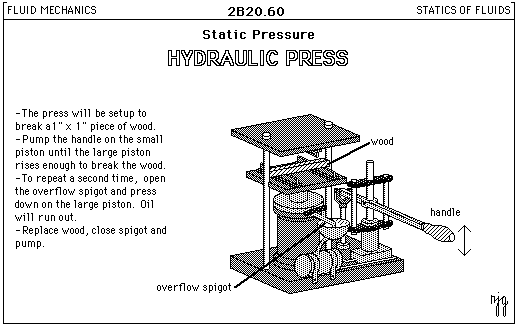 FLUID MECHANICS
2B20.60
STATICS OF FLUIDS
Static Pressure
HYDRAULIC PRESS
-The press will be setup to
break a1" x 1" piece of wood.
-Pump the handle on the small
piston until the large piston
rises enough to break the wood.
-To repeat a second time, open
the overflow spigot and press
down on the large piston. Oil
will run out.
-Replace wood, close spigot and
pump.
wood
handle
overflow spigot
njg